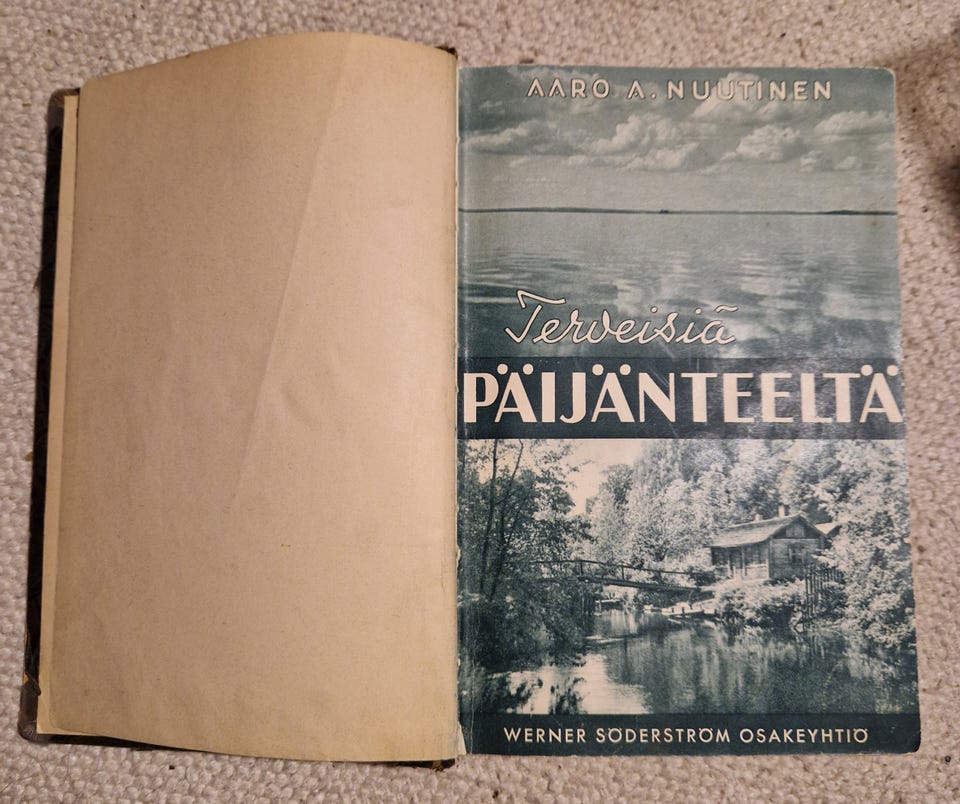 AARO A. NUUTINEN
Terveisiä
PÄIJÄNTEELTÄ
WERNER SÖDERSTRÖM OSAKEYHTIÖ